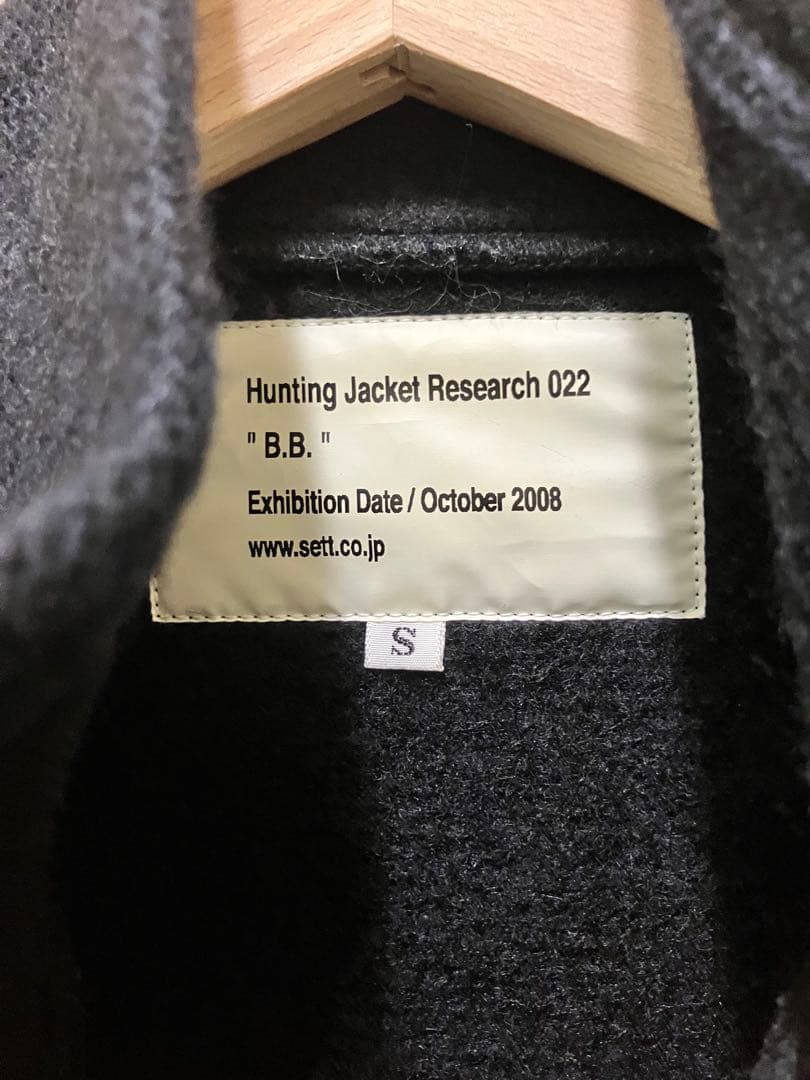 Hunting Jacket Research 022
" B.B. "
Exhibition Date / October 2008
www.sett.co.jp
S